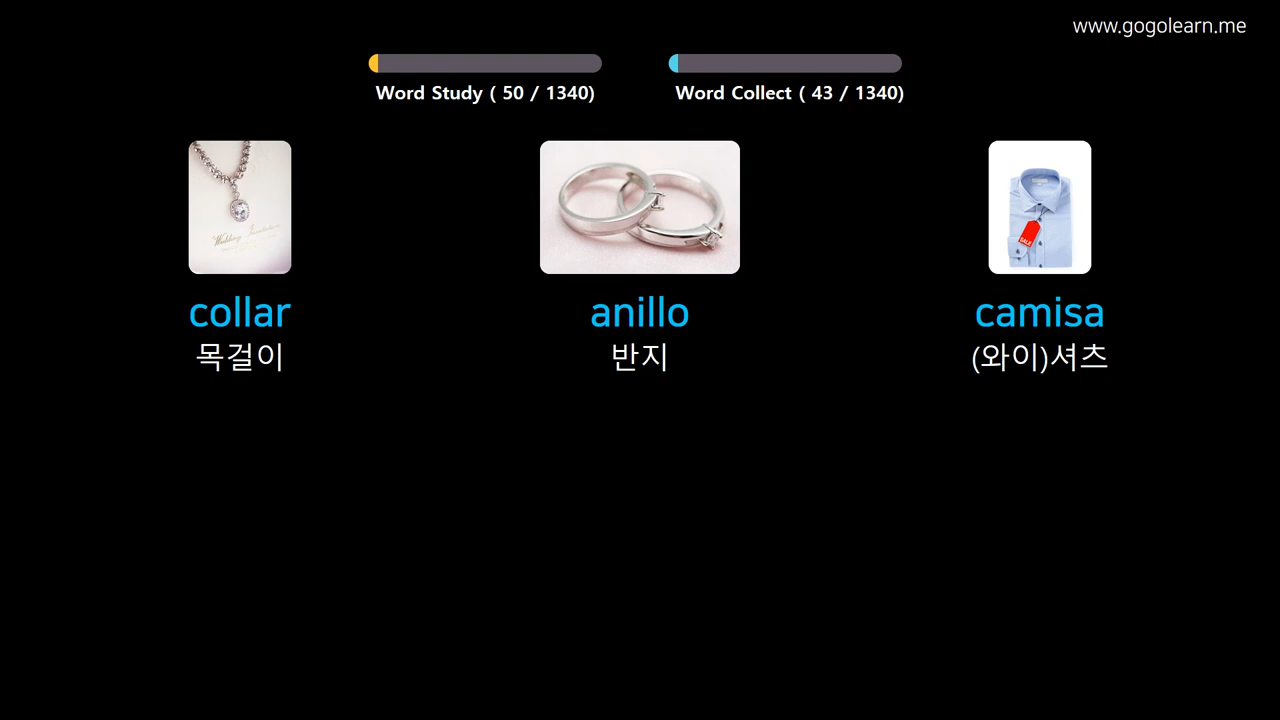 www.gogolearn.me
Word Study ( 50 / 1340)
Word Collect ( 43 / 1340)
collar
anillo
camisa
목걸이
반지
(와이)셔츠
SALE